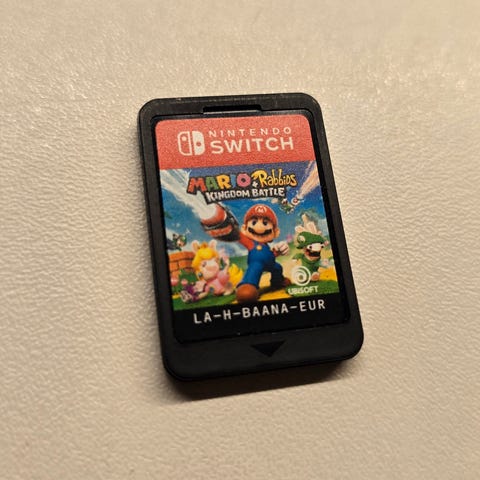 NINTENDO
SWITCH
MARIO + Rabbids
KINGDOM BATTLE
UBISOFT
LA-H-BAANA-EUR